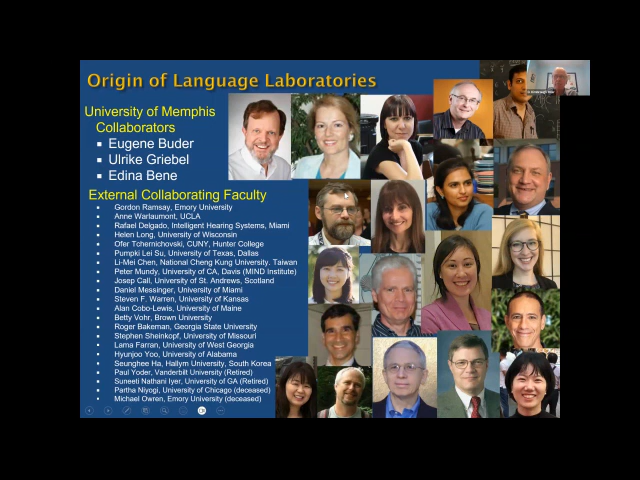 Origin of Language Laboratories
University of Memphis
Collaborators
Eugene Buder
Ulrike Griebel
Edina Bene
External Collaborating Faculty
Gordon Ramsay, Emory University
Anne Warlaumont, UCLA
Rafael Delgado, Intelligent Hearing Systems, Miami
Helen Long, University of Wisconsin
Ofer Tchernichovski, CUNY, Hunter College
Pumpki Lei Su, University of Texas, Dallas
Li-Mei Chen, National Cheng Kung University. Taiwan
Peter Mundy, University of CA, Davis (MIND Institute)
Josep Call, University of St. Andrews, Scotland
Daniel Messinger, University of Miami
Steven F. Warren, University of Kansas
Alan Cobo-Lewis, University of Maine
Betty Vohr, Brown University
Roger Bakeman, Georgia State University
Stephen Sheinkopf, University of Missouri
Lama Farran, University of West Georgia
Hyunjoo Yoo, University of Alabama
Seunghee Ha, Hallym University, South Korea
Paul Yoder, Vanderbilt University (Retired)
Suneeti Nathani Iyer, University of GA (Retired)
Partha Niyogi, University of Chicago (deceased)
Michael Owren, Emory University (deceased)